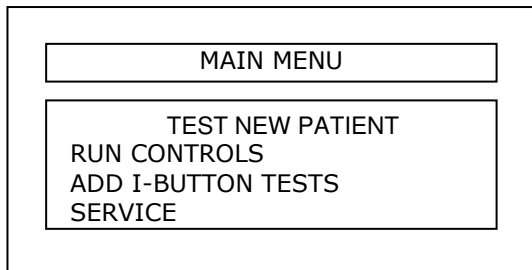 MAIN MENU
TEST NEW PATIENT
RUN CONTROLS
ADD I-BUTTON TESTS
SERVICE